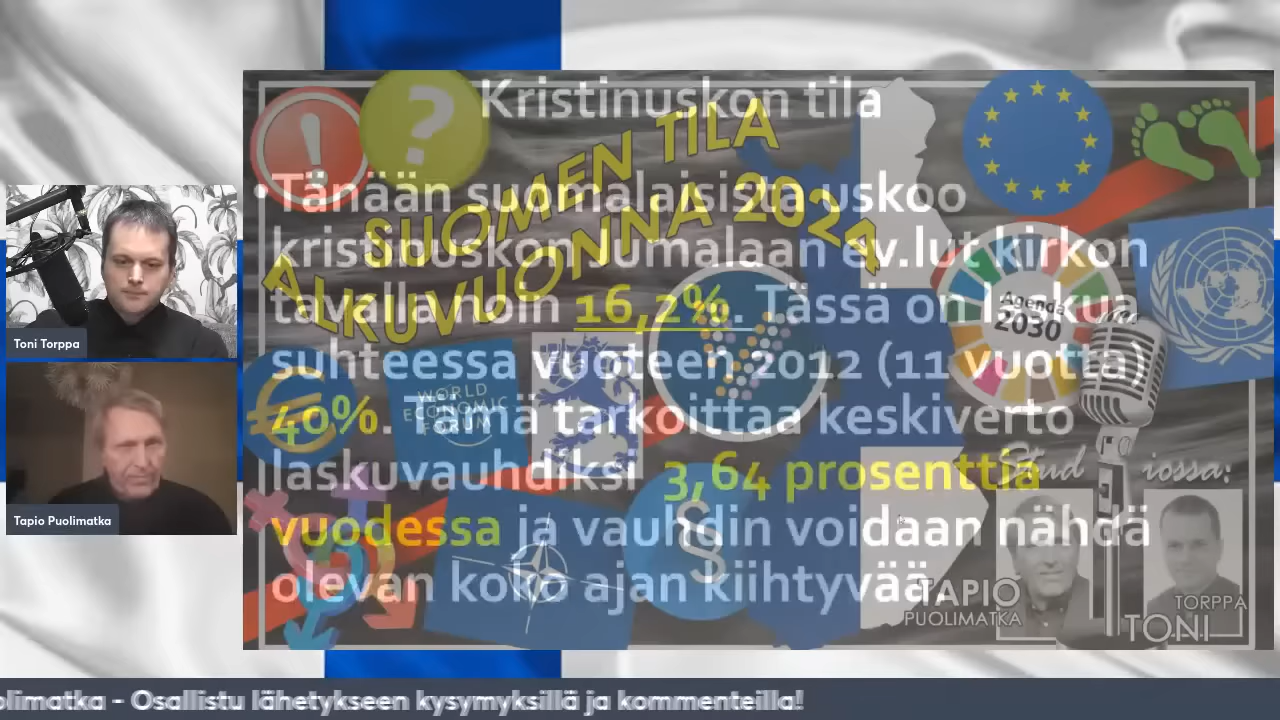 Kristinuskon tila
SUOMEN TILA
ALKUVUONNA 2024
• Tänään suomalaisista uskoo
kristinuskon Jumalaan ev.lut kirkon
tavalla noin 16,2%. Tässä on laskua
suhteessa vuoteen 2012 (11 vuotta)
40%. Tämä tarkoittaa keskiverto
laskuvauhdiksi 3,64 prosenttia
vuodessa ja vauhdin voidaan nähdä
olevan koko ajan kiihtyvää.
Agenda
2030
WORLD
ECONOMIC
FORUM
Studiossa:
TAPIO
PUOLIMATKA
TORPPA
TONI
Toni Torppa
Tapio Puolimatka
olimatka - Osallistu lähetykseen kysymyksillä ja kommenteilla!